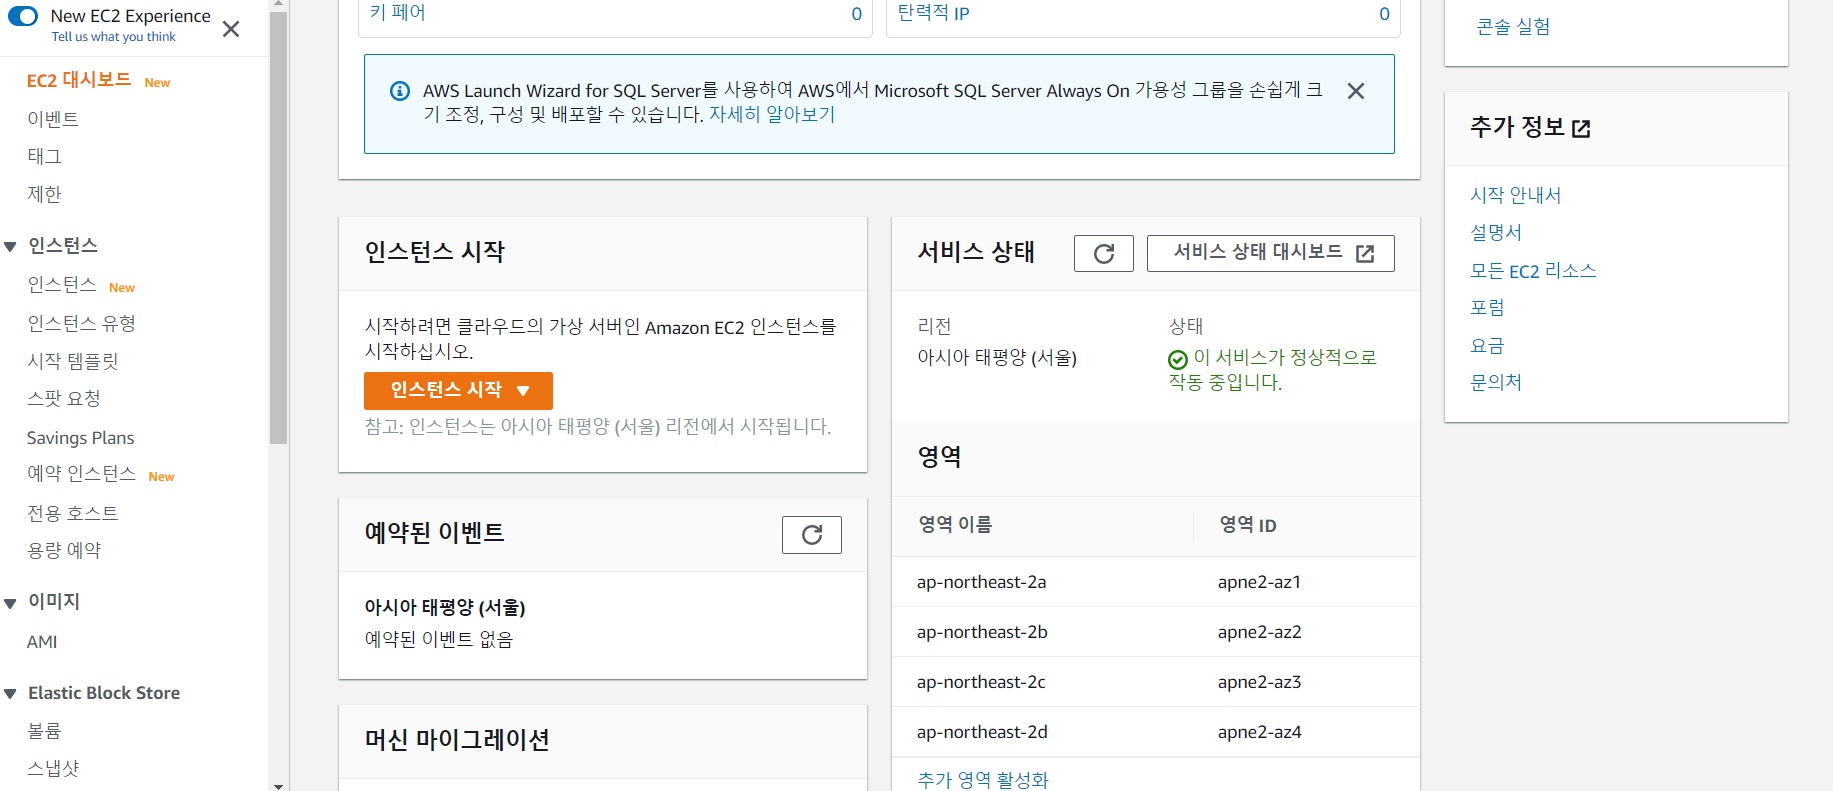 New EC2 Experience
Tell us what you think
EC2 대시보드 New
이벤트
태그
제한
인스턴스
인스턴스 New
인스턴스 유형
시작 템플릿
스팟 요청
Savings Plans
예약 인스턴스 New
전용 호스트
용량 예약
이미지
AMI
Elastic Block Store
볼륨
스냅샷
키 페어 0
탄력적 IP 0
AWS Launch Wizard for SQL Server를 사용하여 AWS에서 Microsoft SQL Server Always On 가용성 그룹을 손쉽게 크
기 조정, 구성 및 배포할 수 있습니다. 자세히 알아보기
인스턴스 시작
시작하려면 클라우드의 가상 서버인 Amazon EC2 인스턴스를
시작하십시오.
인스턴스 시작
참고: 인스턴스는 아시아 태평양 (서울) 리전에서 시작됩니다.
예약된 이벤트
아시아 태평양 (서울)
예약된 이벤트 없음
머신 마이그레이션
서비스 상태
서비스 상태 대시보드
리전 상태
아시아 태평양 (서울) 이 서비스가 정상적으로
작동 중입니다.
영역
영역 이름 영역 ID
ap-northeast-2a apne2-az1
ap-northeast-2b apne2-az2
ap-northeast-2c apne2-az3
ap-northeast-2d apne2-az4
추가 영역 활성화
콘솔 실험
추가 정보
시작 안내서
설명서
모든 EC2 리소스
포럼
요금
문의처